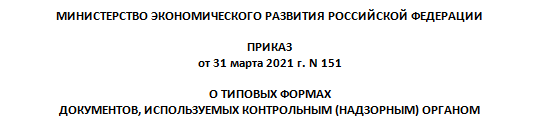 МИНИСТЕРСТВО ЭКОНОМИЧЕСКОГО РАЗВИТИЯ РОССИЙСКОЙ ФЕДЕРАЦИИ
ПРИКАЗ
от 31 марта 2021 г. N 151
О ТИПОВЫХ ФОРМАХ
ДОКУМЕНТОВ, ИСПОЛЬЗУЕМЫХ КОНТРОЛЬНЫМ (НАДЗОРНЫМ) ОРГАНОМ